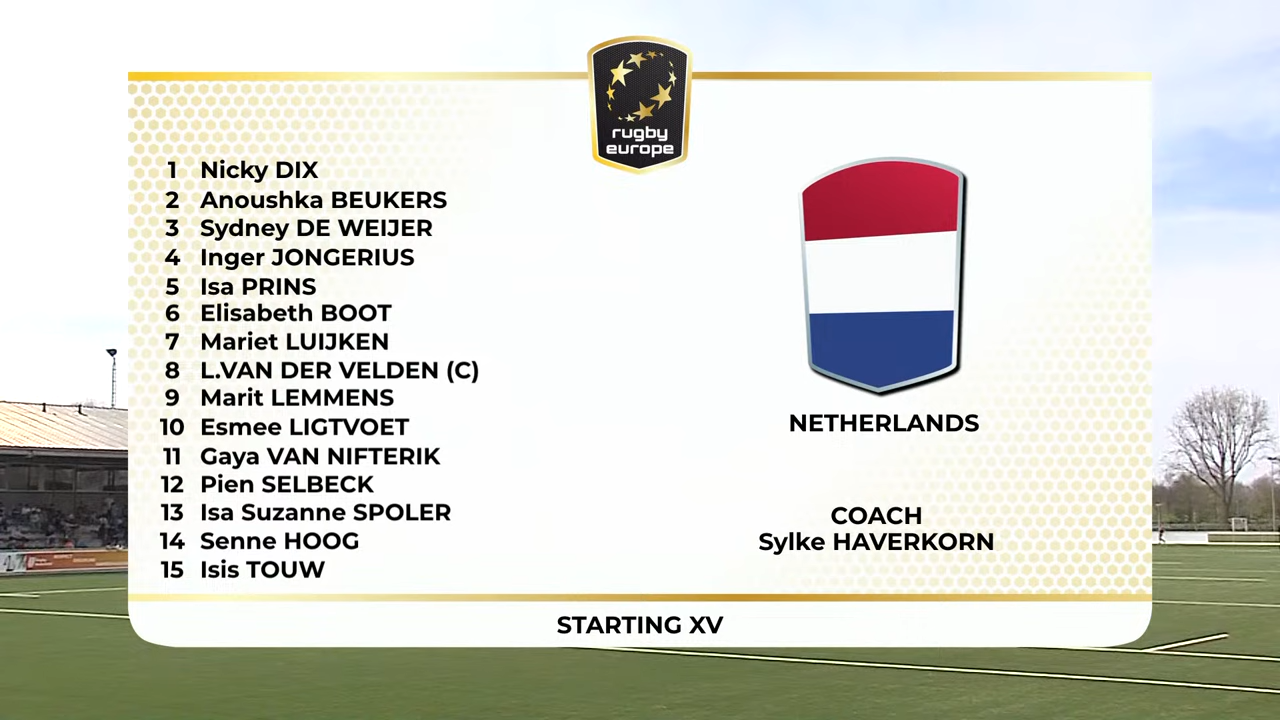 rugby
europe
1 Nicky DIX
2 Anoushka BEUKERS
3 Sydney DE WEIJER
4 Inger JONGERIUS
5 Isa PRINS
6 Elisabeth BOOT
7 Mariet LUIJKEN
8 L.VAN DER VELDEN (C)
9 Marit LEMMENS
10 Esmee LIGTVOET
11 Gaya VAN NIFTERIK
12 Pien SELBECK
13 Isa Suzanne SPOLER
14 Senne HOOG
15 Isis TOUW
NETHERLANDS
COACH
Sylke HAVERKORN
STARTING XV